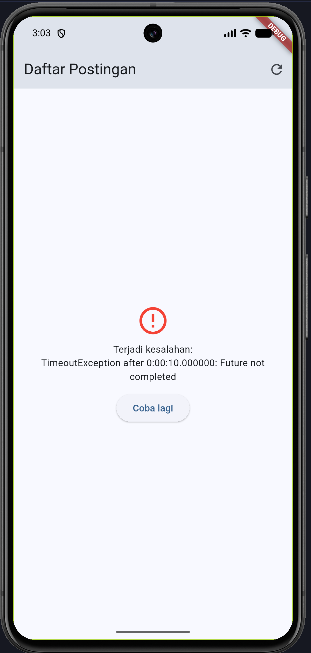 3:03
DEBUG
Daftar Postingan
Terjadi kesalahan:
TimeoutException after 0:00:10.000000: Future not
completed
Coba lagi